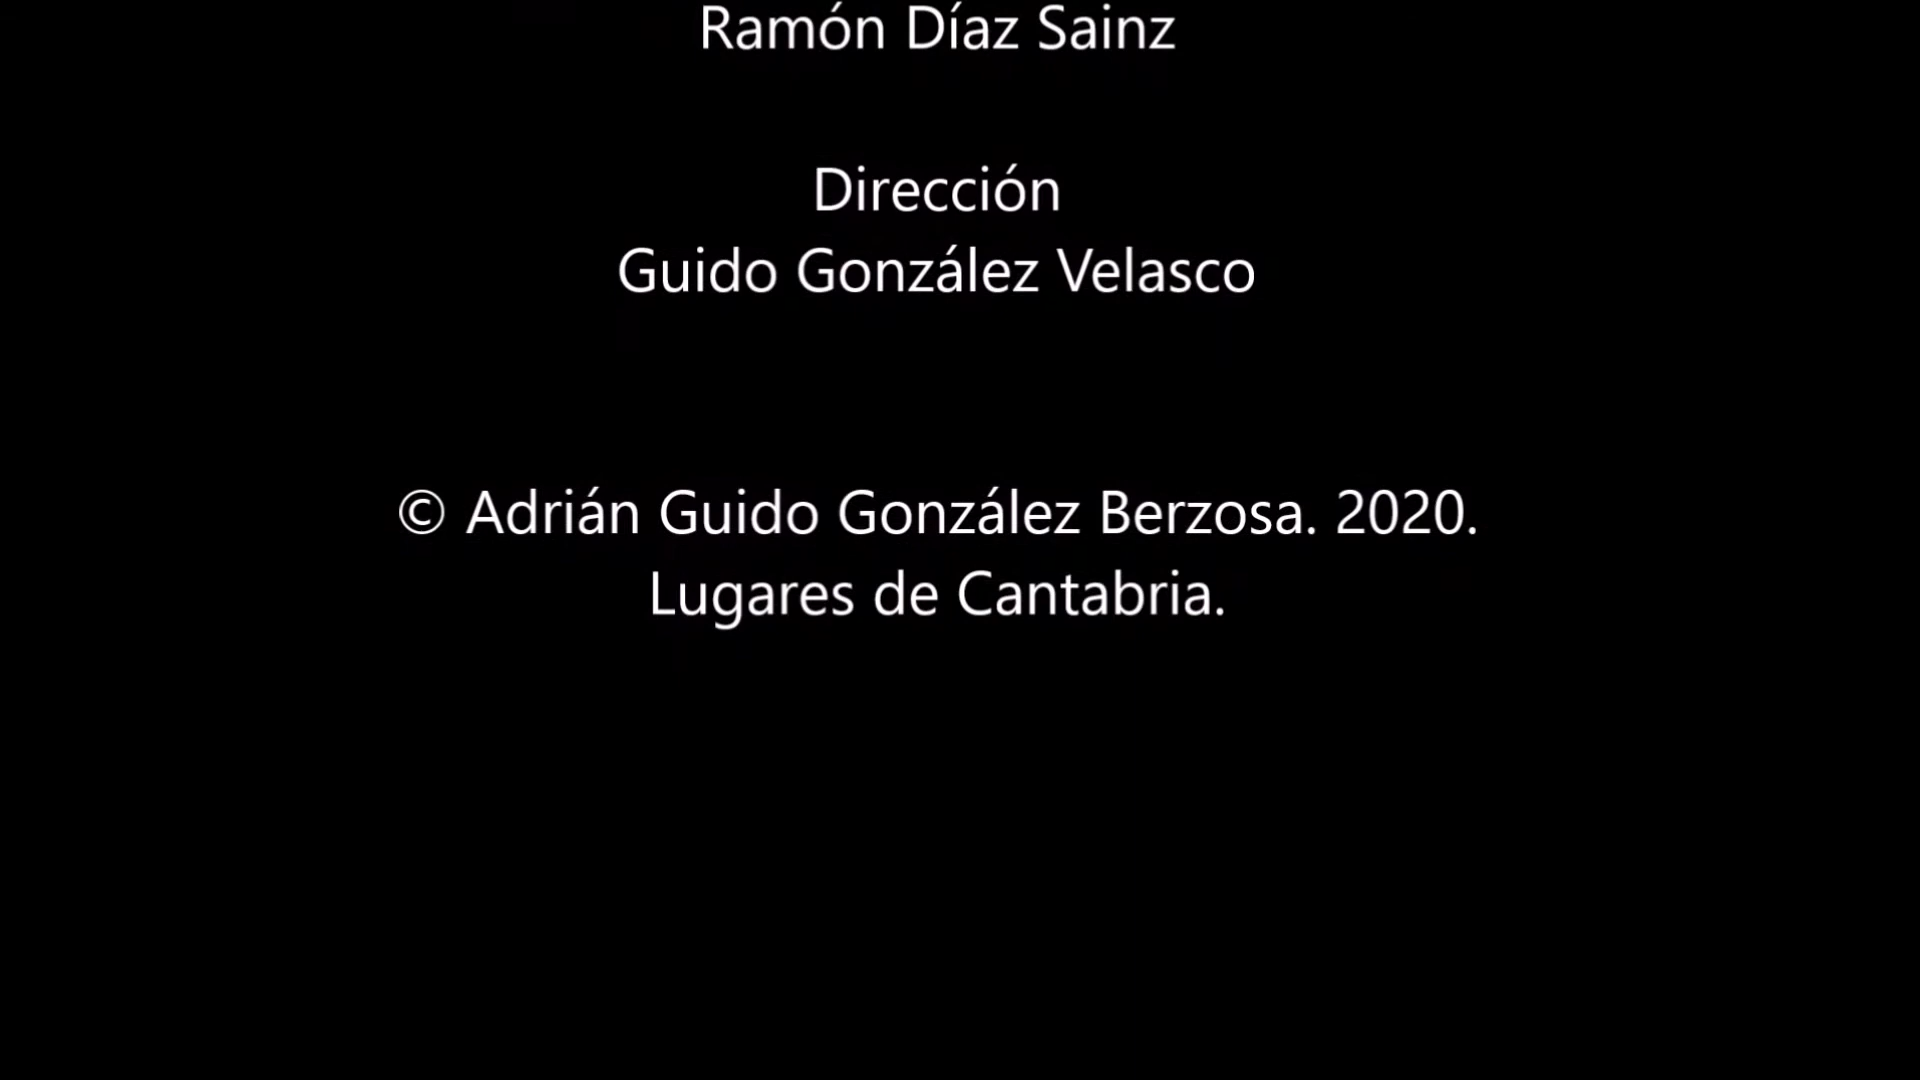 Ramón Díaz Sainz
Dirección
Guido González Velasco
© Adrián Guido González Berzosa. 2020.
Lugares de Cantabria.